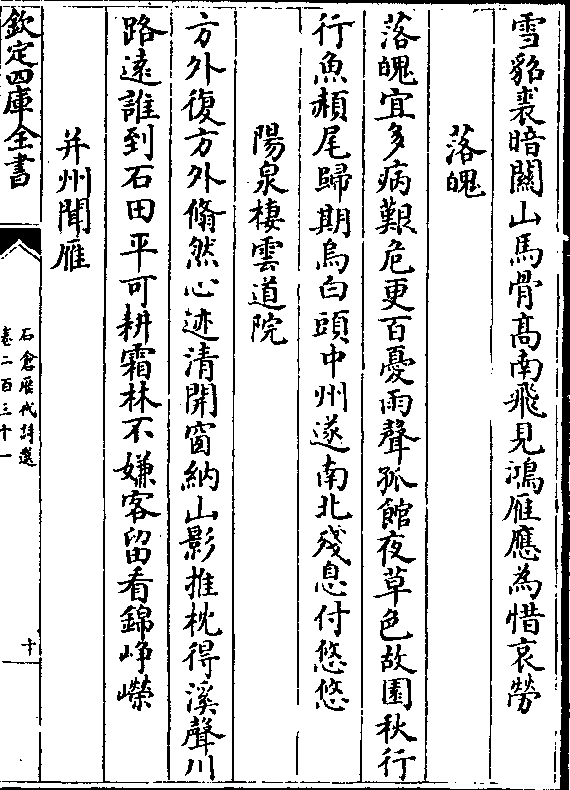 雪貂裘暗關山馬骨高南飛見鴻雁應為惜哀勞
落魄
落魄宜多病艱危更百憂雨聲孤館夜草色故園秋行
行魚頳尾歸期烏白頭中州遂南北殘息付悠悠
陽泉棲雲道院
方外復方外翛然心迹清開窗納山影推枕得溪聲川
路遠誰到石田平可耕霜林不嫌客留看錦崢嶸
并州聞雁
欽定四庫全書
石倉歷代詩選
卷二百三十一
十